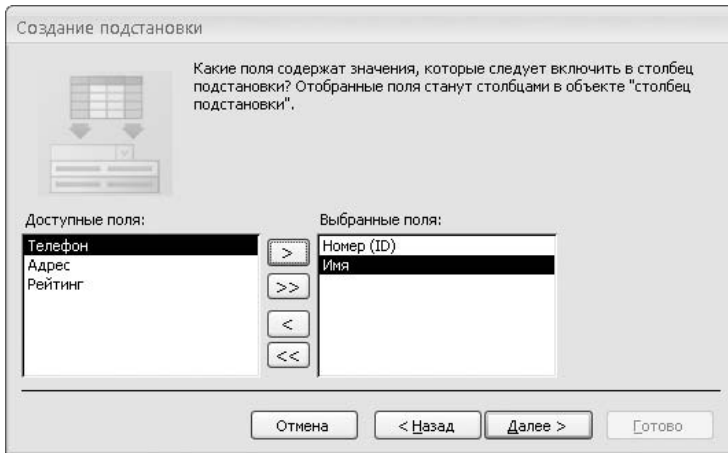 Создание подстановки
Какие поля содержат значения, которые следует включить в столбец
подстановки? Отобранные поля станут столбцами в объекте "столбец
подстановки".
Доступные поля:
Выбранные поля:
Телефон
Адрес
Рейтинг
>
>>
<
<<
Номер (ID)
Имя
Отмена
< Назад
Далее >
Готово